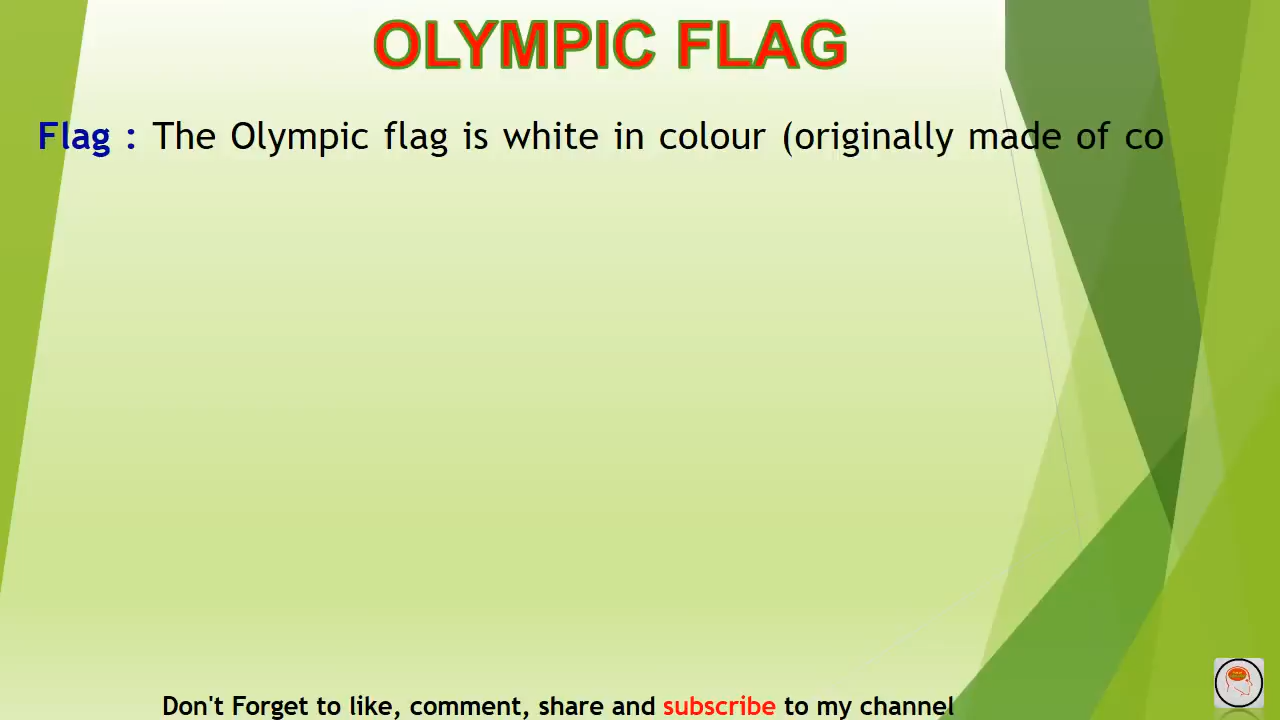 OLYMPIC FLAG
Flag : The Olympic flag is white in colour (originally made of co
Don't Forget to like, comment, share and subscribe to my channel